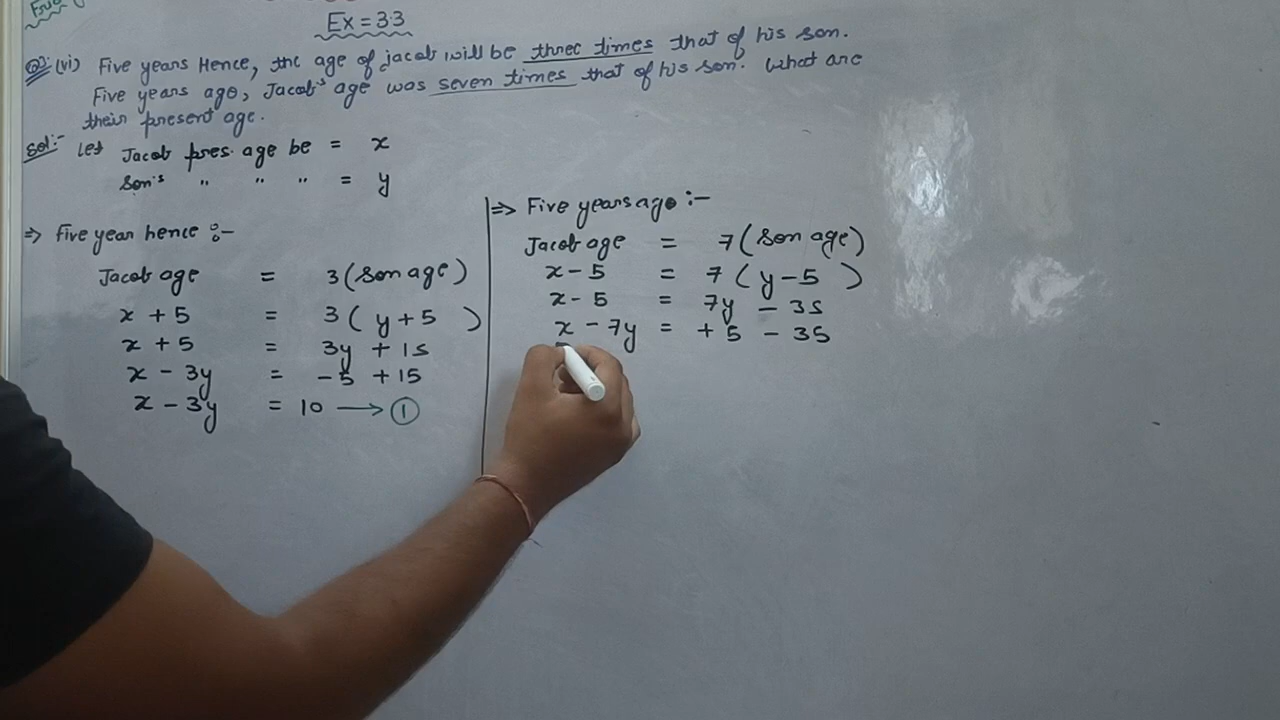 Ex = 3.3
Q2:(vi) Five years Hence, the age of jacob will be three times that of his son.
Five years ago, Jacob's age was seven times that of his son. What are
their present age.
Sol:- Let Jacob pres. age be = x
Son's " " " = y
⇒ Five year hence :-
Jacob age = 3 (Son age)
x + 5 = 3 ( y + 5 )
x + 5 = 3y + 15
x - 3y = -5 + 15
x - 3y = 10 → ①
⇒ Five years ago :-
Jacob age = 7 (Son age)
x - 5 = 7 ( y - 5 )
x - 5 = 7y - 35
x - 7y = + 5 - 35